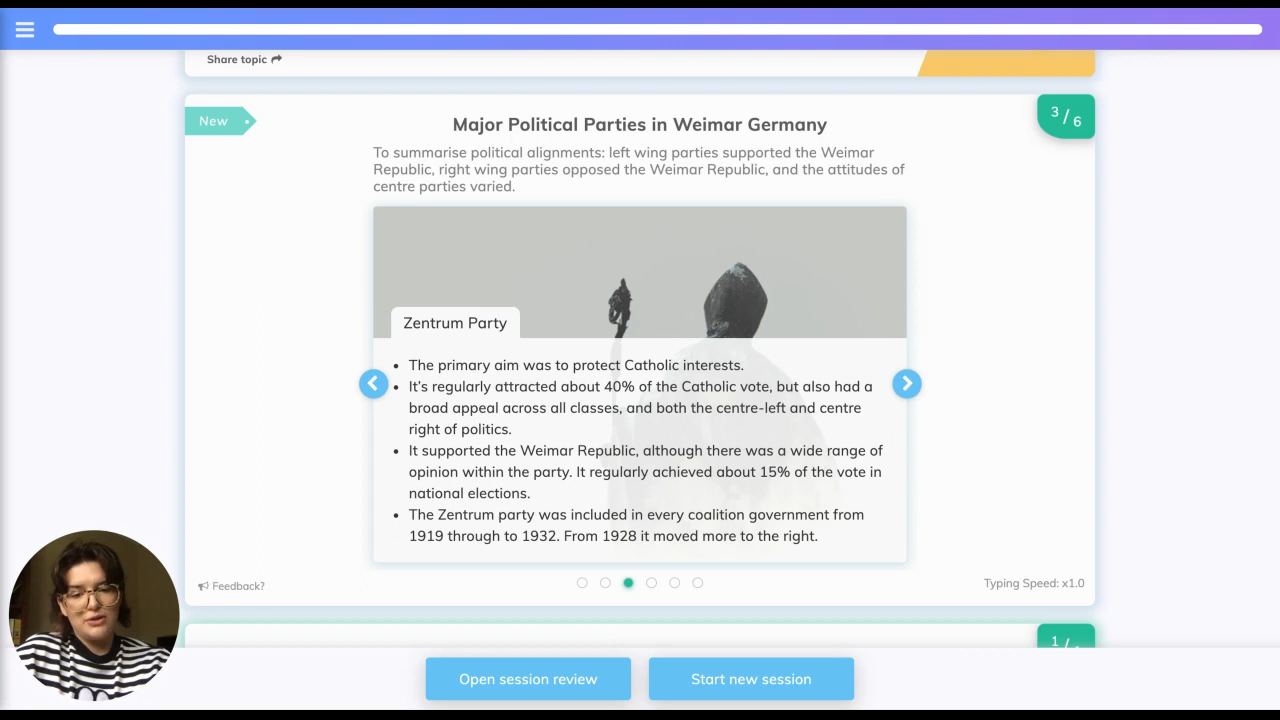 Share topic
New
Major Political Parties in Weimar Germany
3 / 6
To summarise political alignments: left wing parties supported the Weimar
Republic, right wing parties opposed the Weimar Republic, and the attitudes of
centre parties varied.
Zentrum Party
• The primary aim was to protect Catholic interests.
• It's regularly attracted about 40% of the Catholic vote, but also had a
broad appeal across all classes, and both the centre-left and centre
right of politics.
• It supported the Weimar Republic, although there was a wide range of
opinion within the party. It regularly achieved about 15% of the vote in
national elections.
• The Zentrum party was included in every coalition government from
1919 through to 1932. From 1928 it moved more to the right.
Feedback?
Typing Speed: x1.0
1 /
Open session review
Start new session